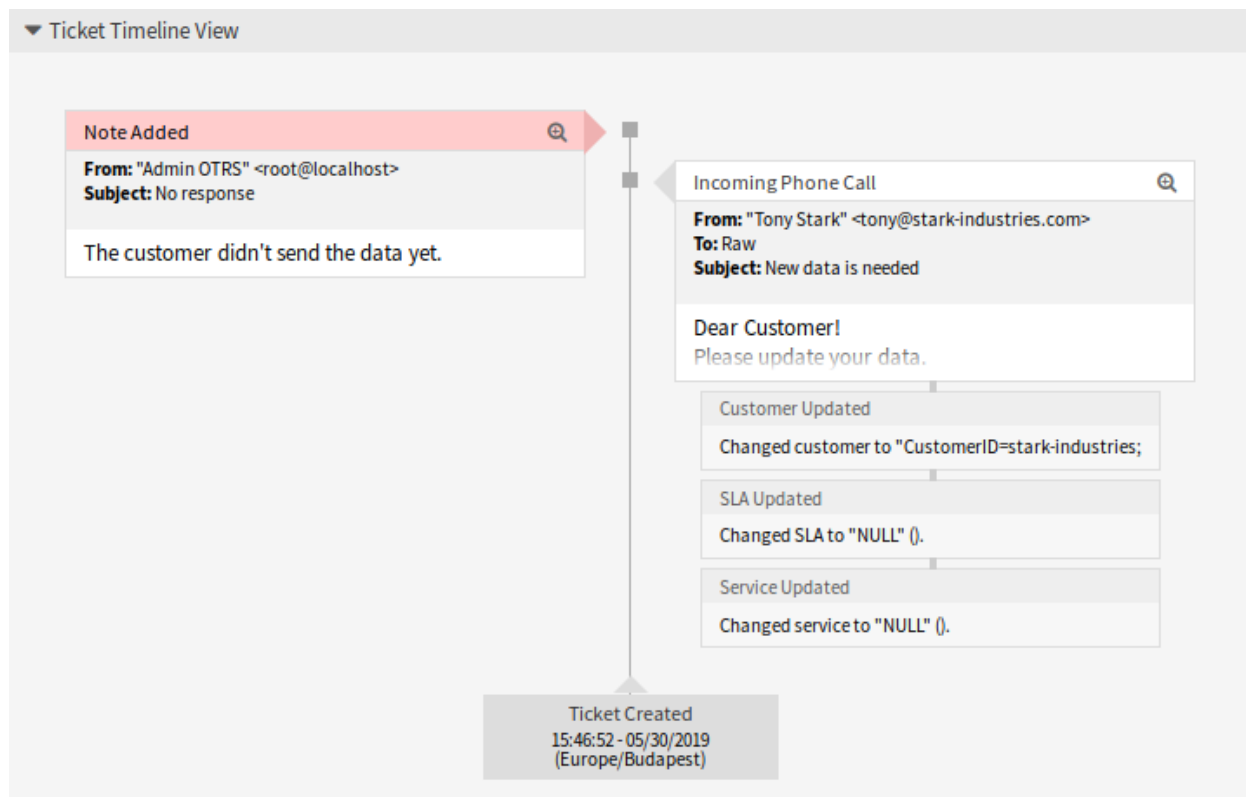 Ticket Timeline View
Note Added
From: "Admin OTRS" <root@localhost>
Subject: No response
The customer didn't send the data yet.
Incoming Phone Call
From: "Tony Stark" <tony@stark-industries.com>
To: Raw
Subject: New data is needed
Dear Customer!
Please update your data.
Customer Updated
Changed customer to "CustomerID=stark-industries;
SLA Updated
Changed SLA to "NULL" ().
Service Updated
Changed service to "NULL" ().
Ticket Created
15:46:52 - 05/30/2019
(Europe/Budapest)